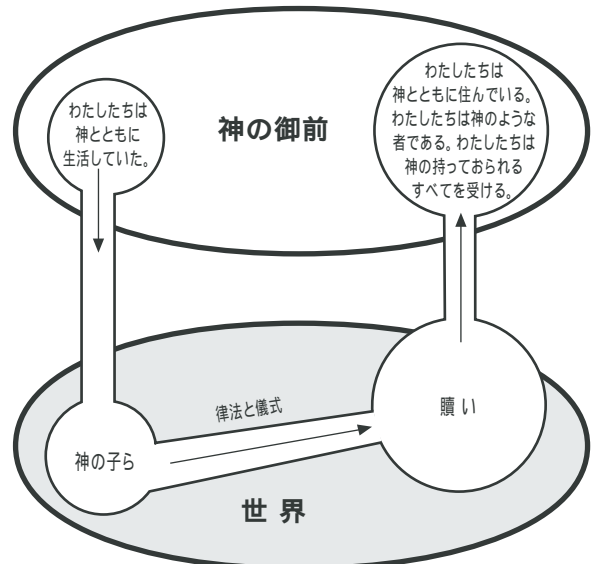 わたしたちは
神とともに
生活していた。
神の御前
わたしたちは
神とともに住んでいる。
わたしたちは神のような
者である。わたしたちは
神の持っておられる
すべてを受ける。
神の子ら
律法と儀式
贖い
世界